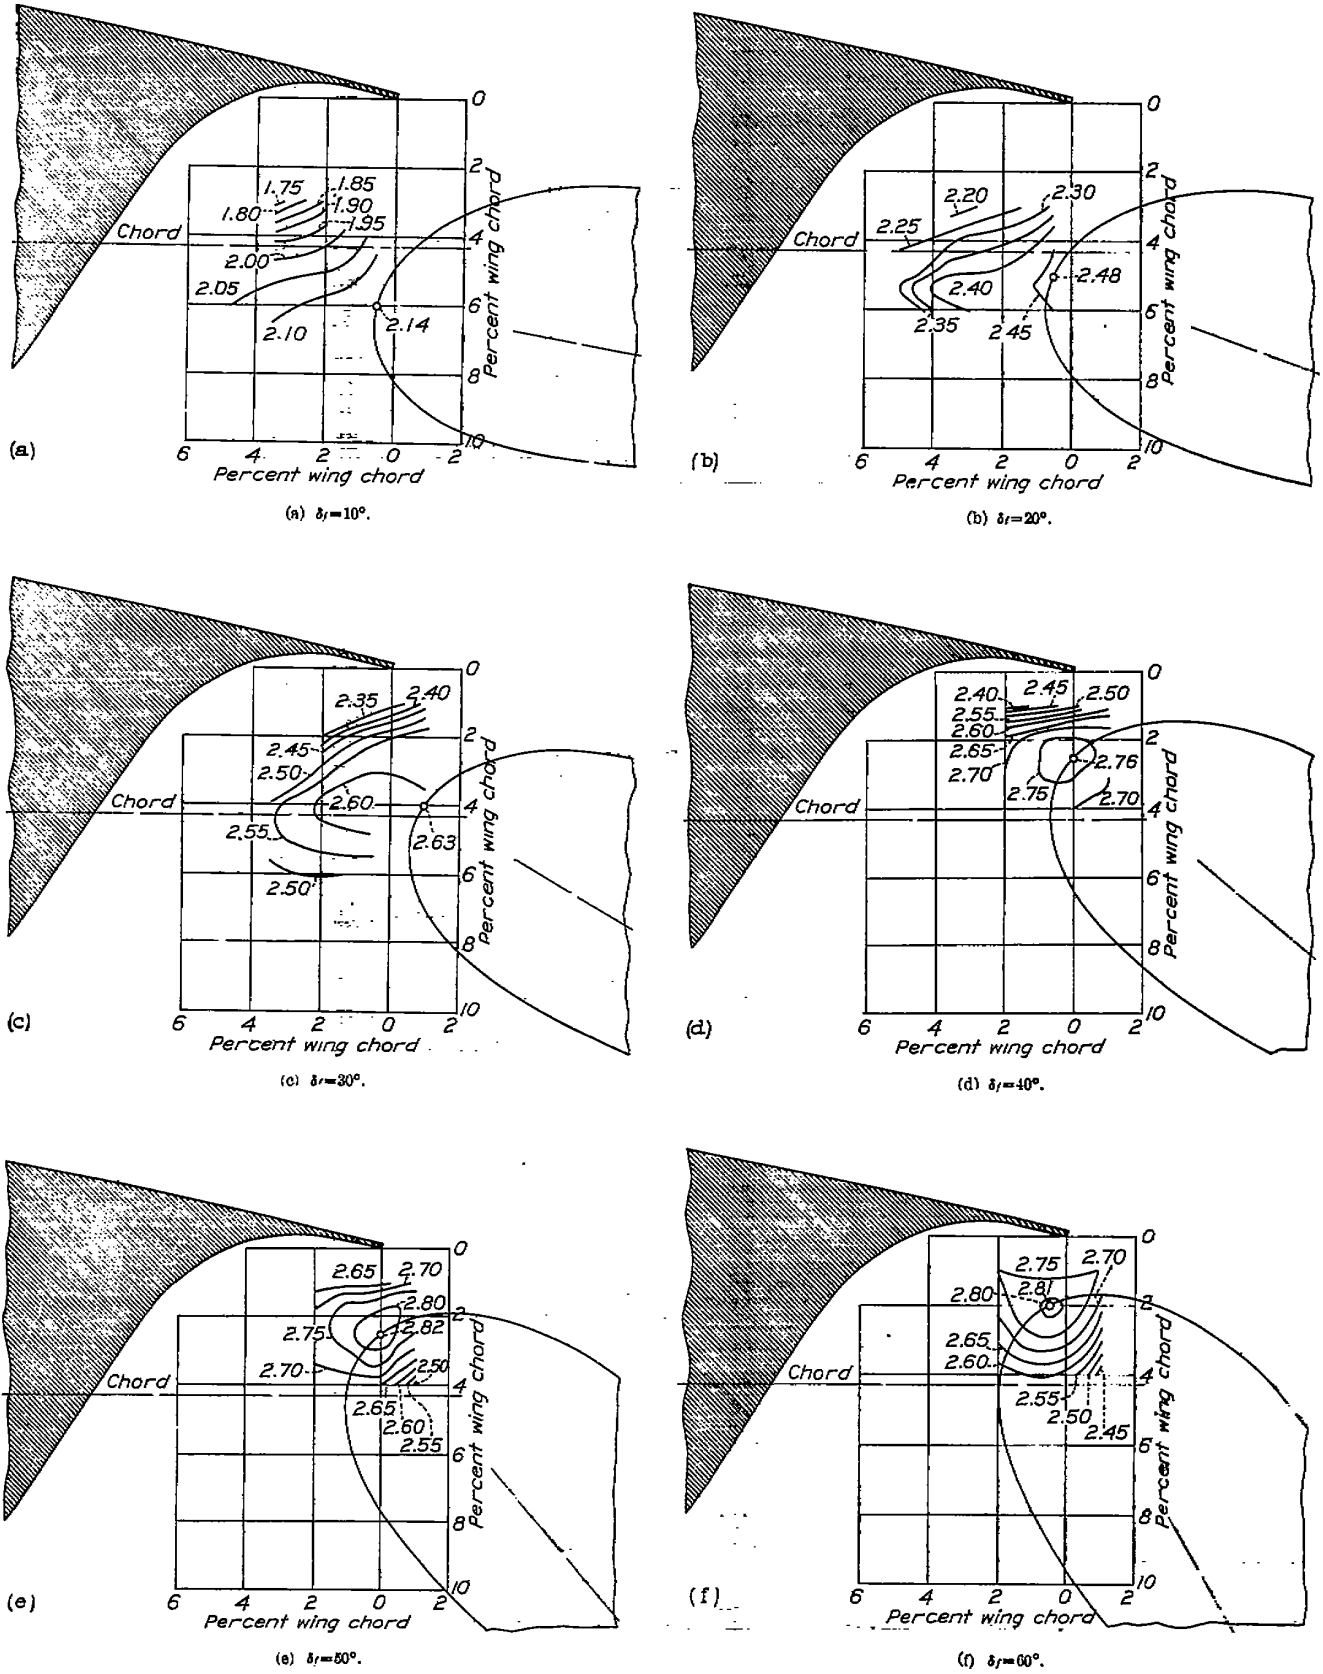 0
2
4
6
8
10
1.75
1.85
1.80
1.90
1.95
Chord
2.00
2.05
2.10
2.14
Percent wing chord
(a)
6 4 2 0 2
Percent wing chord
(a) δf=10°.
0
2
4
6
8
10
2.20
2.30
2.25
Chord
2.48
2.40
2.35
2.45
Percent wing chord
(b)
6 4 2 0 2
Percent wing chord
(b) δf=20°.
0
2
4
6
8
10
2.35
2.40
2.45
2.50
Chord
2.60
2.55
2.63
2.50
Percent wing chord
(c)
6 4 2 0 2
Percent wing chord
(c) δf=30°.
0
2
4
6
8
10
2.40
2.45
2.50
2.55
2.60
2.65
2.70
2.76
2.75
2.70
Chord
Percent wing chord
(d)
6 4 2 0 2
Percent wing chord
(d) δf=40°.
0
2
4
6
8
10
2.65
2.70
2.80
2.75
2.82
2.70
2.50
Chord
2.65
2.60
2.55
Percent wing chord
(e)
6 4 2 0 2
Percent wing chord
(e) δf=50°.
0
2
4
6
8
10
2.75
2.70
2.81
2.80
2.65
2.60
Chord
2.55
2.50
2.45
Percent wing chord
(f)
6 4 2 0 2
Percent wing chord
(f) δf=60°.